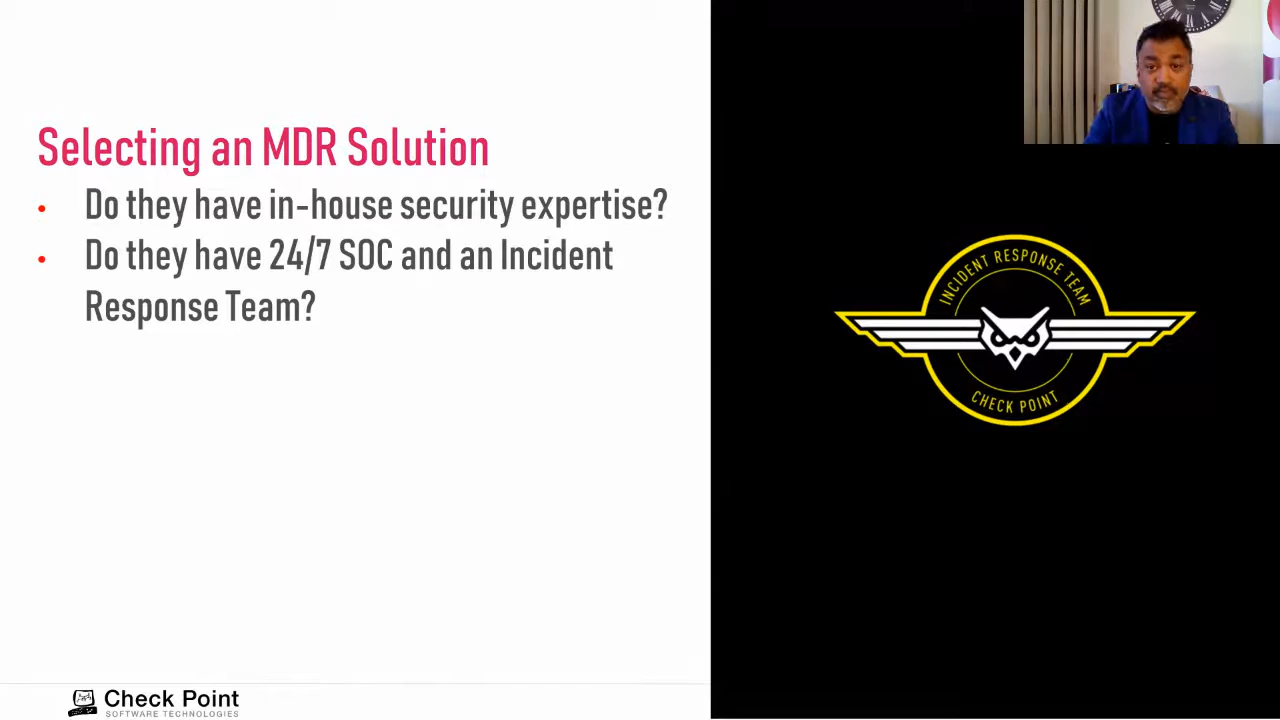 Selecting an MDR Solution
• Do they have in-house security expertise?
• Do they have 24/7 SOC and an Incident
Response Team?
INCIDENT RESPONSE TEAM
CHECK POINT
Check Point
SOFTWARE TECHNOLOGIES